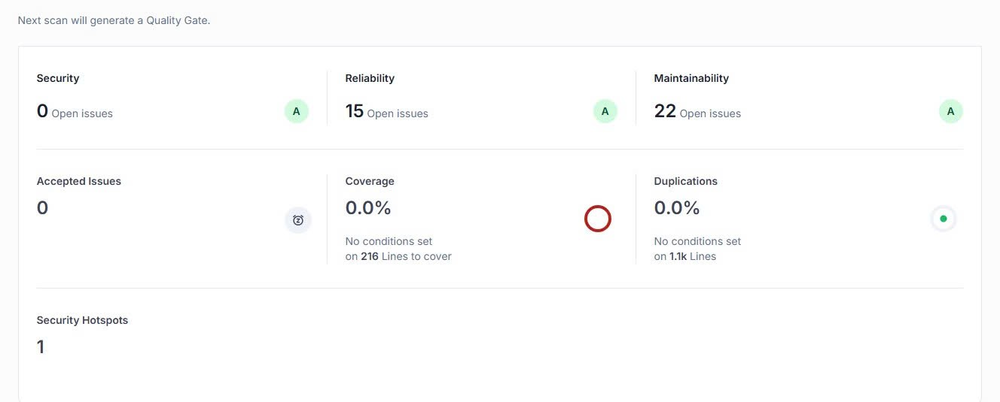 Next scan will generate a Quality Gate.
Security
0 Open issues
A
Reliability
15 Open issues
A
Maintainability
22 Open issues
A
Accepted Issues
0
Coverage
0.0%
No conditions set
on 216 Lines to cover
Duplications
0.0%
No conditions set
on 1.1k Lines
Security Hotspots
1